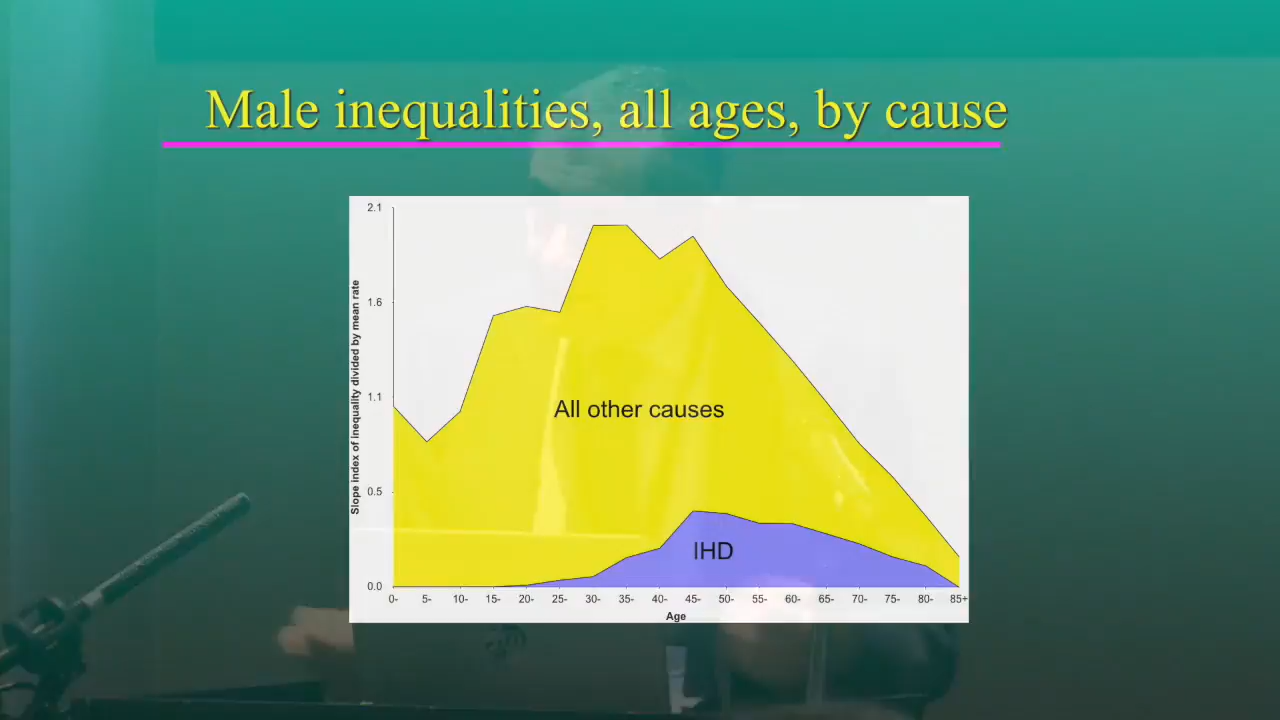 Male inequalities, all ages, by cause
Slope index of inequality divided by mean rate
2.1
1.6
1.1
0.5
0.0
All other causes
IHD
0- 5- 10- 15- 20- 25- 30- 35- 40- 45- 50- 55- 60- 65- 70- 75- 80- 85+
Age